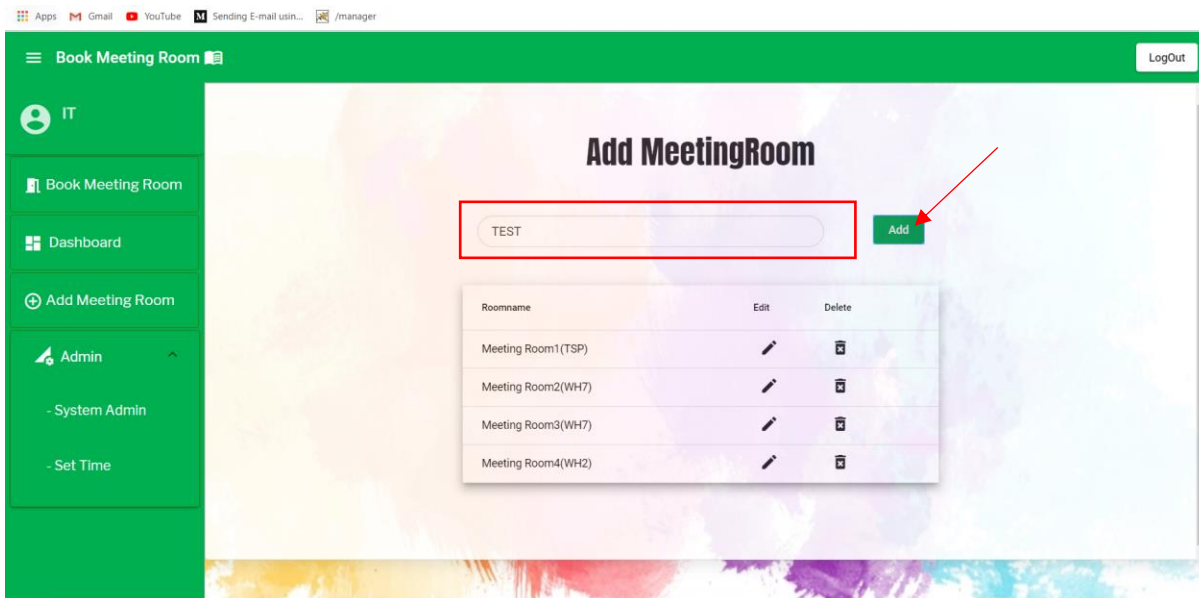 Apps Gmail YouTube M Sending E-mail usin... /manager
Book Meeting Room LogOut
IT
Book Meeting Room
Dashboard
Add Meeting Room
Admin
- System Admin
- Set Time
Add MeetingRoom
TEST Add
Roomname Edit Delete
Meeting Room1(TSP)
Meeting Room2(WH7)
Meeting Room3(WH7)
Meeting Room4(WH2)